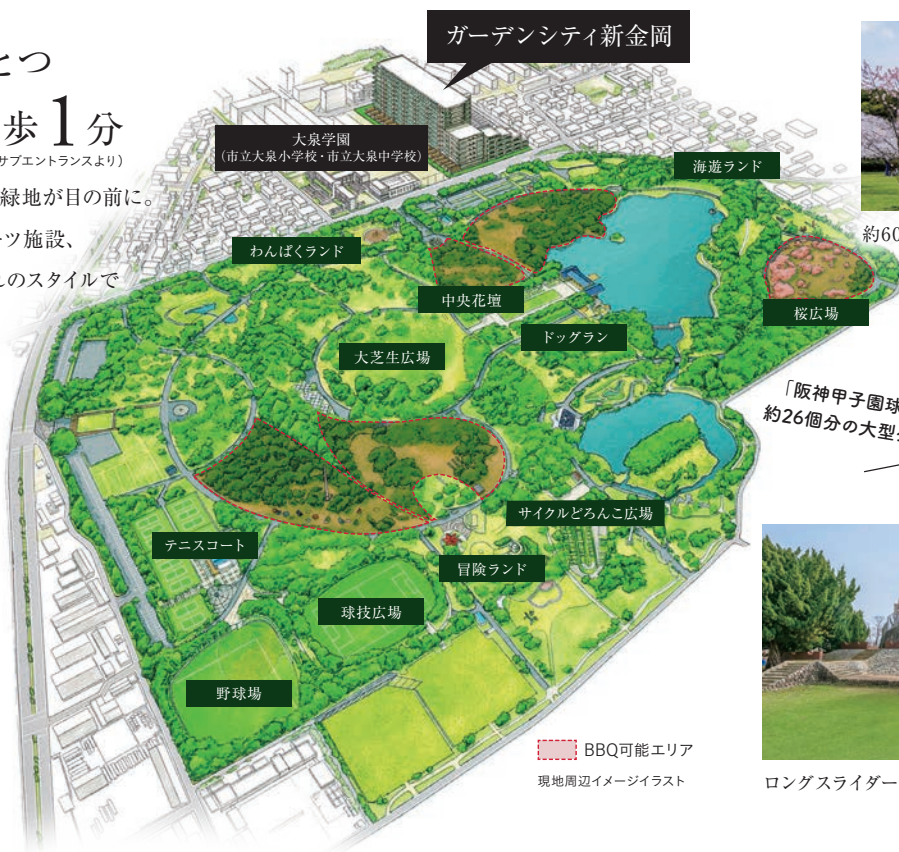 とつ
歩1分
サブエントランスより）
緑地が目の前に。
ーツ施設、
れのスタイルで
ガーデンシティ新金岡
大泉学園
（市立大泉小学校・市立大泉中学校）
海遊ランド
わんぱくランド
約60
中央花壇
桜広場
ドッグラン
大芝生広場
「阪神甲子園球
約26個分の大型
サイクルどろんこ広場
テニスコート
冒険ランド
球技広場
野球場
BBQ可能エリア
現地周辺イメージイラスト
ロングスライダー